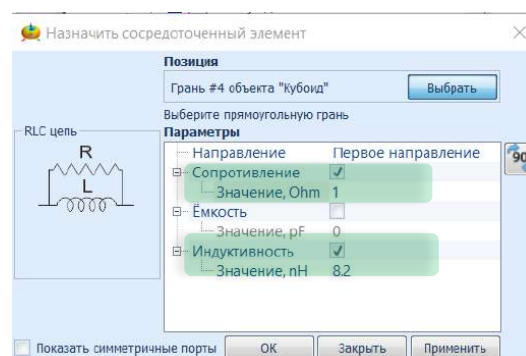 Назначить сосредоточенный элемент
Позиция
Грань #4 объекта "Кубоид"
Выбрать
Выберите прямоугольную грань
RLC цепь
R
L
Параметры
Направление Первое направление
Сопротивление
Значение, Ohm 1
Ёмкость
Значение, pF 0
Индуктивность
Значение, nH 8.2
90
Показать симметричные порты
OK
Закрыть
Применить